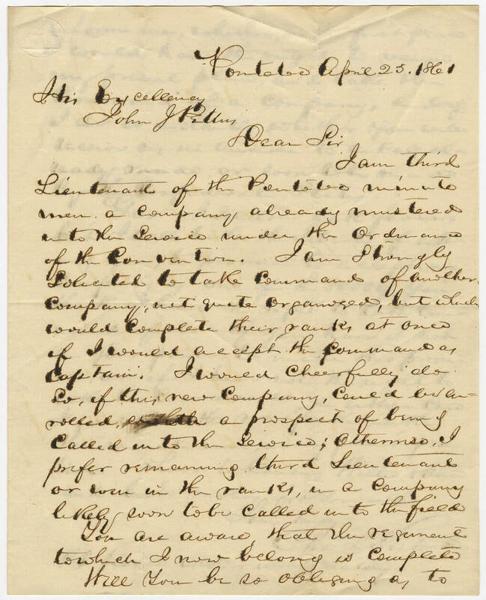 Pontotoc April 25, 1861
His Excellency
John J Pettus
Dear Sir
I am third
Lieutenant of the Pontotoc minute
men a company already mustered
into the Service under the Ordinance
of the Convention. I am Strongly
Solicited to take Command of another
Company, not quite organized, but which
would complete their ranks at once
if I would accept the Command as
Captain. I would Cheerfully do
So, if this new Company, Could be en-
rolled, with a prospect of being
Called into the Service; Otherwise, I
prefer remaining third Lieutenant
or even in the ranks, in a Company
likely soon to be called into the field
You are aware, that the regiment
to which I now belong is complete
Will you be so obliging as to